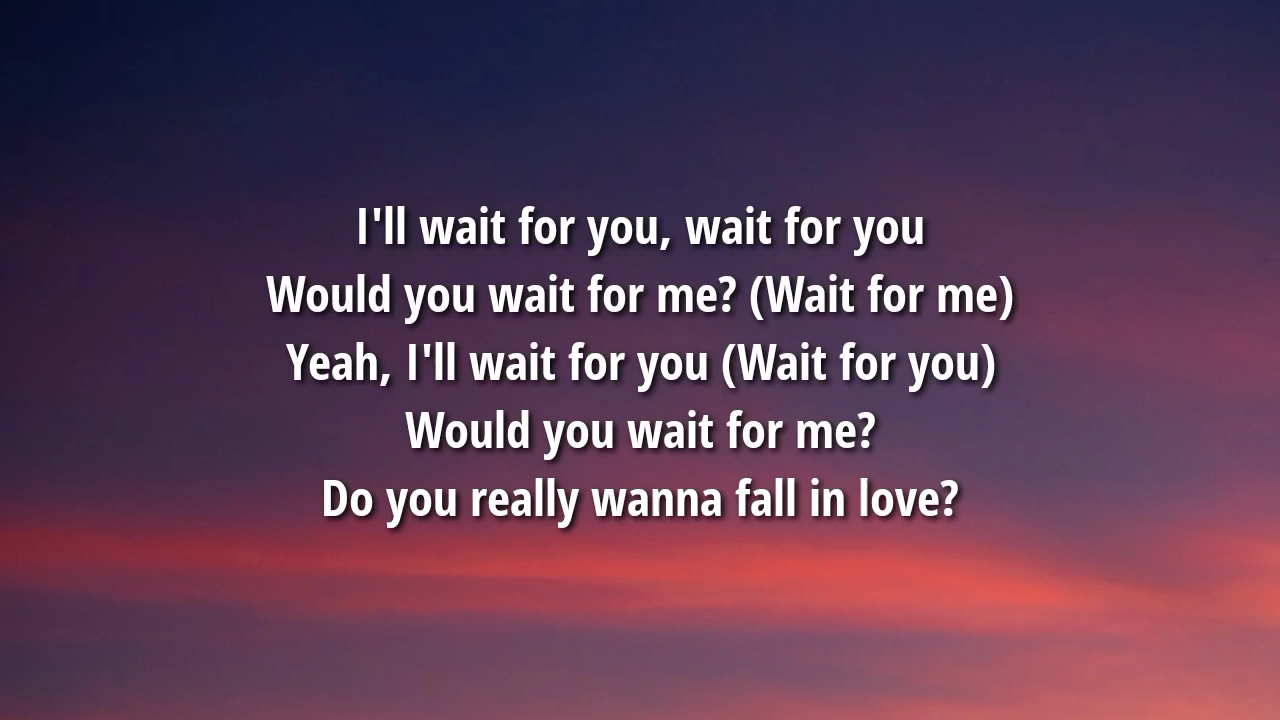 I'll wait for you, wait for you
Would you wait for me? (Wait for me)
Yeah, I'll wait for you (Wait for you)
Would you wait for me?
Do you really wanna fall in love?